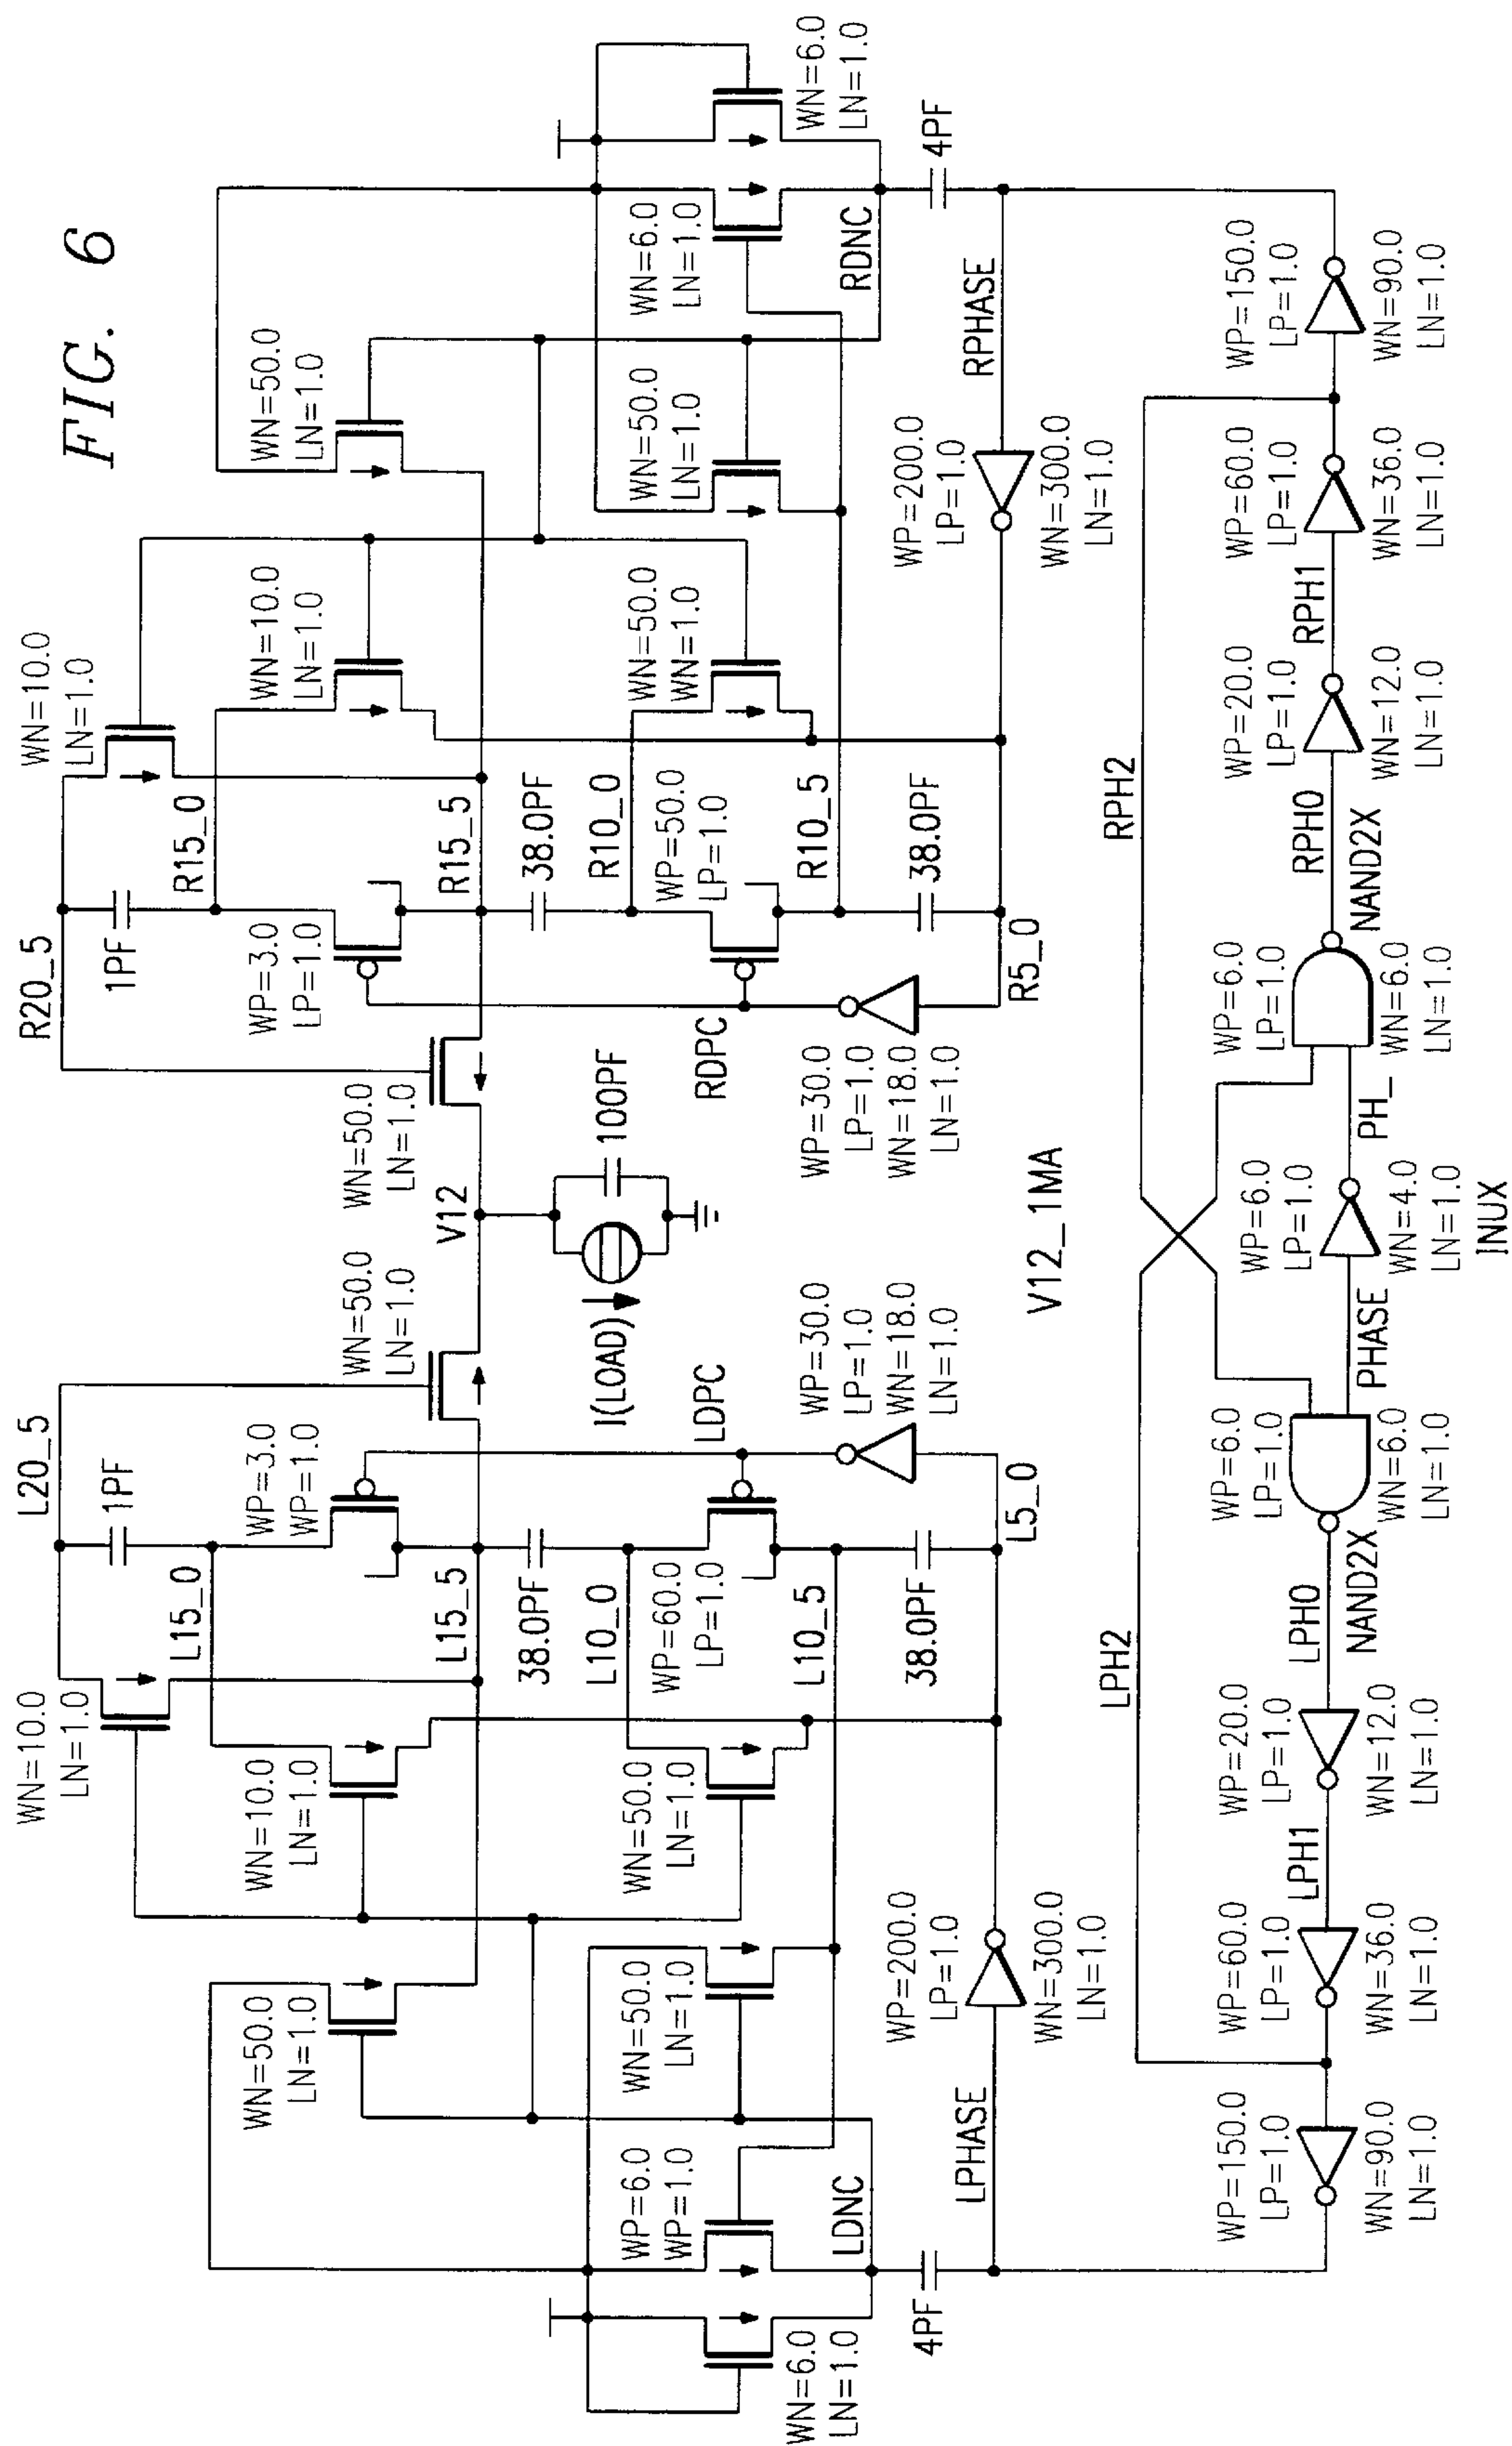 FIG. 6
L20_5
WN=10.0
LN=1.0
1PF
L15_0
WP=3.0
WP=1.0
WN=10.0
LN=1.0
WN=50.0
LN=1.0
L15_5
WN=50.0
LN=1.0
V12
38.0PF
L10_0
WP=60.0
LP=1.0
WN=50.0
LN=1.0
WN=50.0
LN=1.0
WP=6.0
WP=1.0
WN=6.0
LN=1.0
LDNC
4PF
L10_5
38.0PF
LDPC
I(LOAD)
100PF
WP=30.0
LP=1.0
WN=18.0
LN=1.0
L5_0
WP=200.0
LP=1.0
WN=300.0
LN=1.0
LPHASE
V12_1MA
R20_5
WN=10.0
LN=1.0
1PF
R15_0
WP=3.0
LP=1.0
WN=10.0
LN=1.0
WN=50.0
LN=1.0
R15_5
WN=50.0
LN=1.0
38.0PF
R10_0
WP=50.0
LP=1.0
WN=50.0
WN=1.0
WN=50.0
LN=1.0
WN=6.0
LN=1.0
WN=6.0
LN=1.0
RDNC
4PF
R10_5
38.0PF
RDPC
WP=30.0
LP=1.0
WN=18.0
LN=1.0
R5_0
WP=200.0
LP=1.0
WN=300.0
LN=1.0
RPHASE
LPH2
RPH2
WP=150.0
LP=1.0
WN=90.0
LN=1.0
WP=60.0
LP=1.0
WN=36.0
LN=1.0
LPH1
WP=20.0
LP=1.0
WN=12.0
LN=1.0
LPH0
NAND2X
WP=6.0
LP=1.0
WN=6.0
LN=1.0
PHASE
WP=6.0
LP=1.0
WN=4.0
LN=1.0
INUX
PH_
WP=6.0
LP=1.0
WN=6.0
LN=1.0
NAND2X
RPH0
WP=20.0
LP=1.0
WN=12.0
LN=1.0
RPH1
WP=60.0
LP=1.0
WN=36.0
LN=1.0
WP=150.0
LP=1.0
WN=90.0
LN=1.0